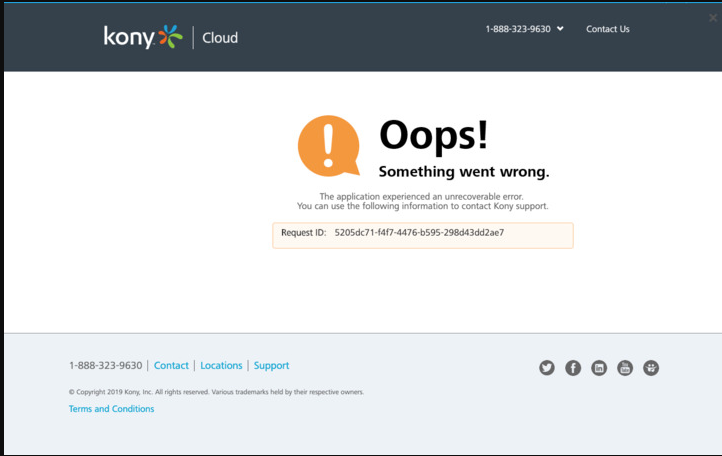 kony Cloud 1-888-323-9630 Contact Us
Oops!
Something went wrong.
The application experienced an unrecoverable error.
You can use the following information to contact Kony support.
Request ID: 5205dc71-f4f7-4476-b595-298d43dd2ae7
1-888-323-9630 | Contact | Locations | Support
© Copyright 2019 Kony, Inc. All rights reserved. Various trademarks held by their respective owners.
Terms and Conditions